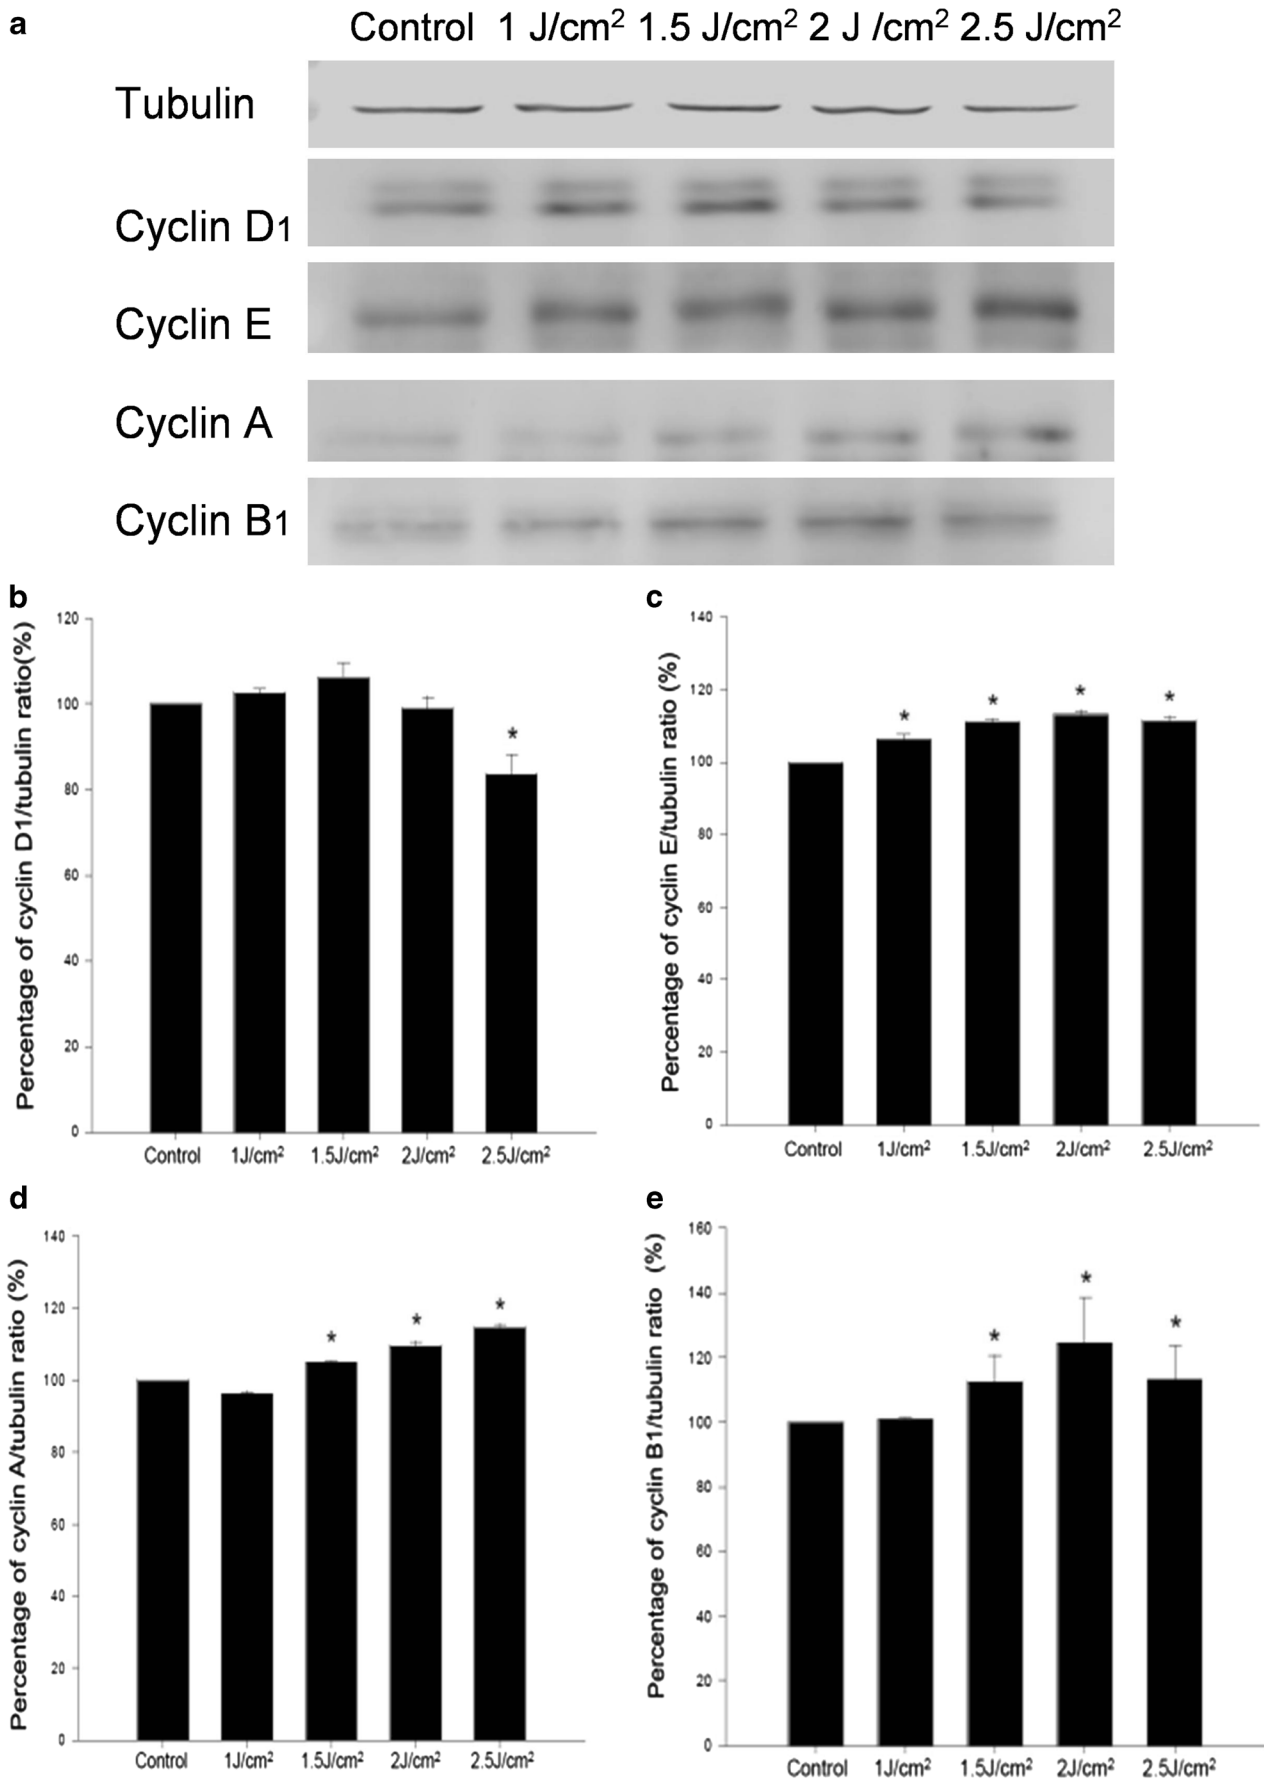 a
Control 1 J/cm² 1.5 J/cm² 2 J /cm² 2.5 J/cm²
Tubulin
Cyclin D1
Cyclin E
Cyclin A
Cyclin B1
b
Percentage of cyclin D1/tubulin ratio(%)
120
100
80
60
40
20
0
*
Control 1J/cm² 1.5J/cm² 2J/cm² 2.5J/cm²
c
Percentage of cyclin E/tubulin ratio (%)
140
120
100
80
60
40
20
0
* * * *
Control 1J/cm² 1.5J/cm² 2J/cm² 2.5J/cm²
d
Percentage of cyclin A/tubulin ratio (%)
140
120
100
80
60
40
20
0
* * *
Control 1J/cm² 1.5J/cm² 2J/cm² 2.5J/cm²
e
Percentage of cyclin B1/tubulin ratio (%)
160
140
120
100
80
60
40
20
0
* * *
Control 1J/cm² 1.5J/cm² 2J/cm² 2.5J/cm²